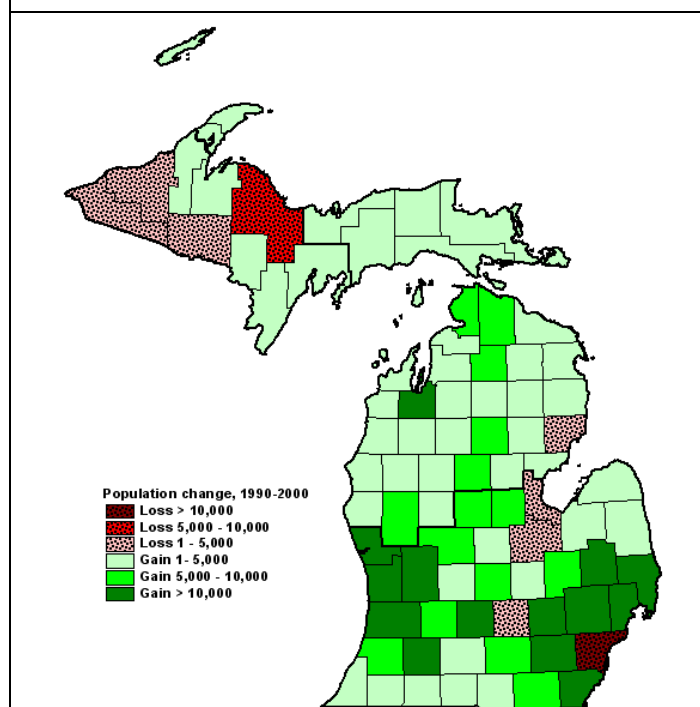 Population change, 1990-2000
Loss > 10,000
Loss 5,000 - 10,000
Loss 1 - 5,000
Gain 1- 5,000
Gain 5,000 - 10,000
Gain > 10,000